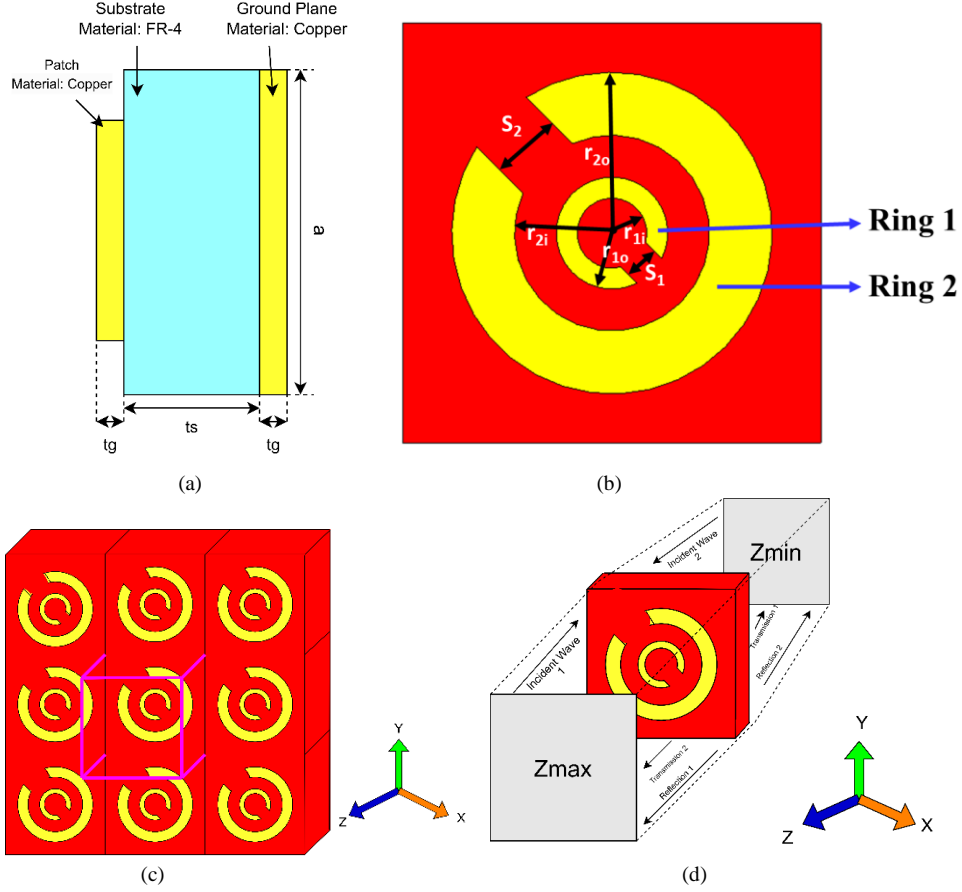 Substrate
Material: FR-4
Ground Plane
Material: Copper
Patch
Material: Copper
a
ts
tg
tg
(a)
S2
r2o
r2i
r1i
r1o
S1
Ring 1
Ring 2
(b)
Y
Z
X
(c)
Zmin
Incident Wave
2
Incident Wave
1
Transmission 1
Reflection 2
Zmax
Transmission 2
Reflection 1
Y
Z
X
(d)